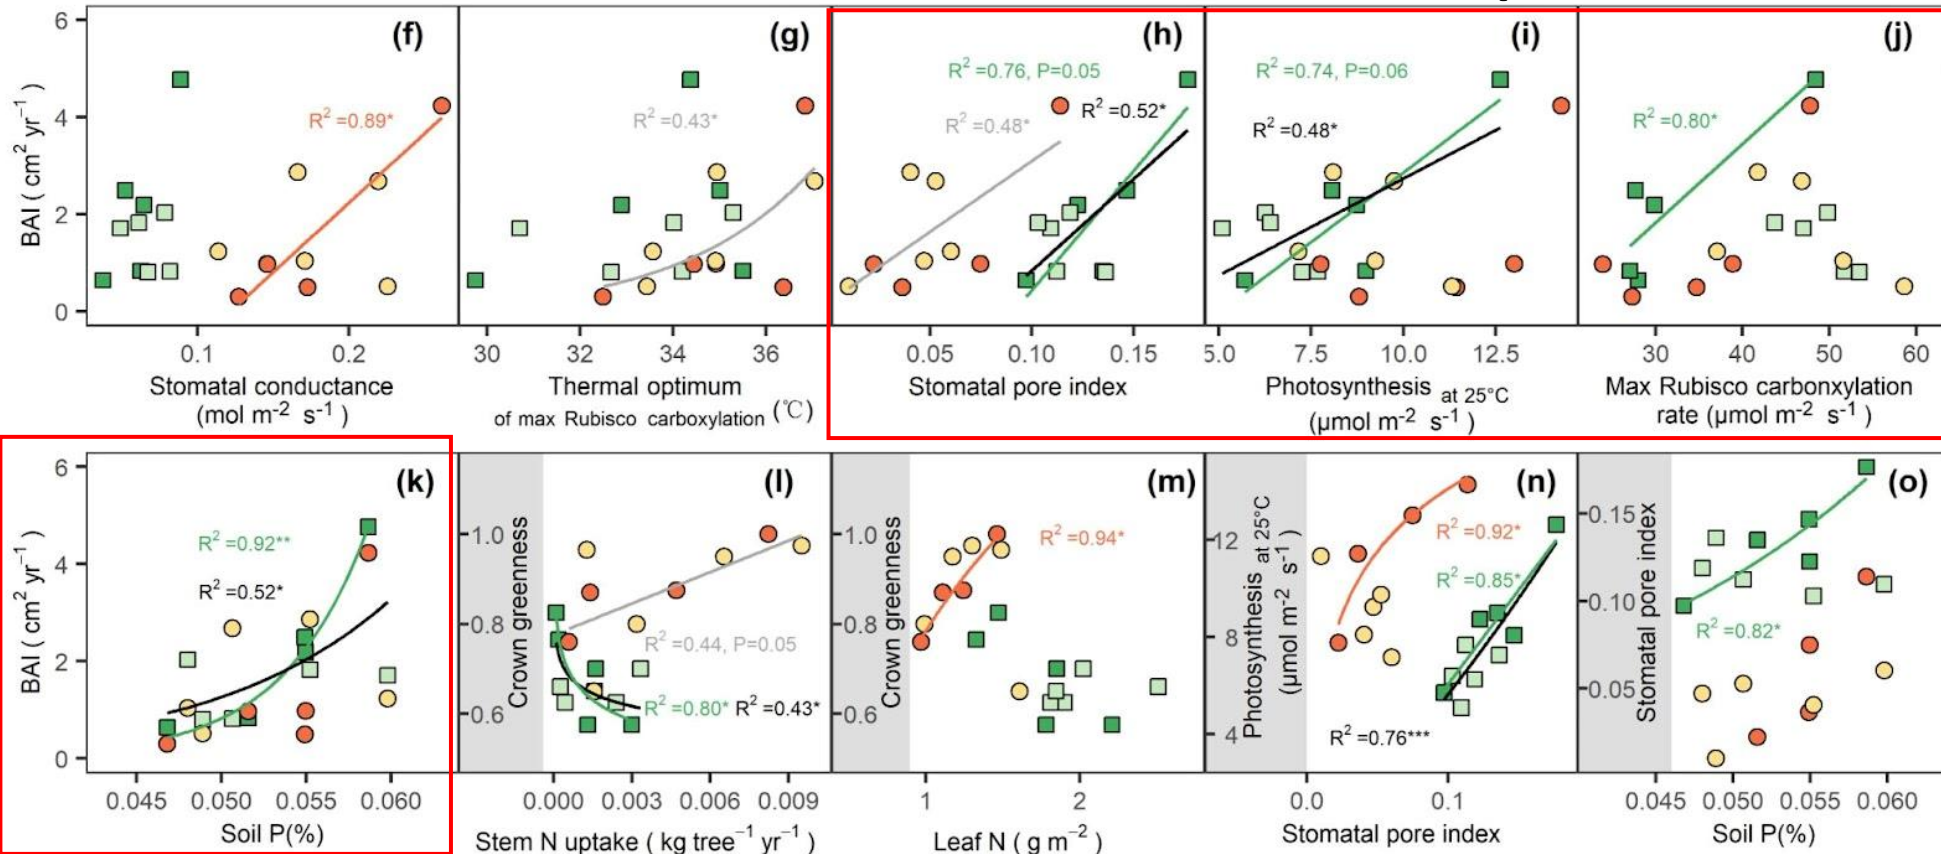 6
4
2
0
BAI ( cm² yr⁻¹ )
(f)
R² =0.89*
0.1 0.2
Stomatal conductance
(mol m⁻² s⁻¹ )
(g)
R² =0.43*
30 32 34 36
Thermal optimum
of max Rubisco carboxylation (℃)
(h)
R² =0.76, P=0.05
R² =0.52*
R² =0.48*
0.05 0.10 0.15
Stomatal pore index
(i)
R² =0.74, P=0.06
R² =0.48*
5.0 7.5 10.0 12.5
Photosynthesis at 25°C
(µmol m⁻² s⁻¹ )
(j)
R² =0.80*
30 40 50 60
Max Rubisco carbonxylation
rate (µmol m⁻² s⁻¹ )
6
4
2
0
BAI ( cm² yr⁻¹ )
(k)
R² =0.92**
R² =0.52*
0.045 0.050 0.055 0.060
Soil P(%)
(l)
1.0
0.8
0.6
Crown greenness
R² =0.44, P=0.05
R² =0.80* R² =0.43*
0.000 0.003 0.006 0.009
Stem N uptake ( kg tree⁻¹ yr⁻¹ )
(m)
1.0
0.8
0.6
Crown greenness
R² =0.94*
1 2
Leaf N ( g m⁻² )
(n)
12
8
4
Photosynthesis at 25°C
(µmol m⁻² s⁻¹ )
R² =0.92*
R² =0.85*
R² =0.76***
0.0 0.1
Stomatal pore index
(o)
0.15
0.10
0.05
Stomatal pore index
R² =0.82*
0.045 0.050 0.055 0.060
Soil P(%)